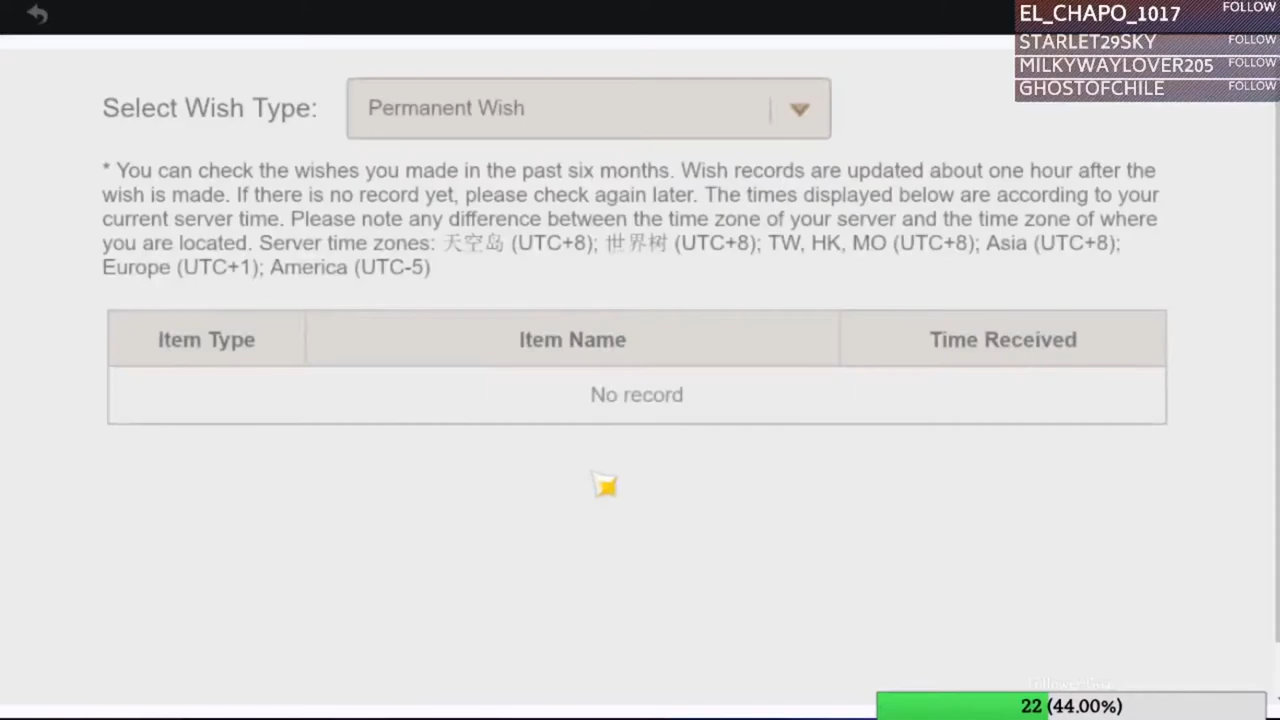 EL_CHAPO_1017 FOLLOW
STARLET29SKY FOLLOW
MILKYWAYLOVER205 FOLLOW
GHOSTOFCHILE FOLLOW
Select Wish Type: Permanent Wish
* You can check the wishes you made in the past six months. Wish records are updated about one hour after the
wish is made. If there is no record yet, please check again later. The times displayed below are according to your
current server time. Please note any difference between the time zone of your server and the time zone of where
you are located. Server time zones: 天空岛 (UTC+8); 世界树 (UTC+8); TW, HK, MO (UTC+8); Asia (UTC+8);
Europe (UTC+1); America (UTC-5)
Item Type Item Name Time Received
No record
22 (44.00%)